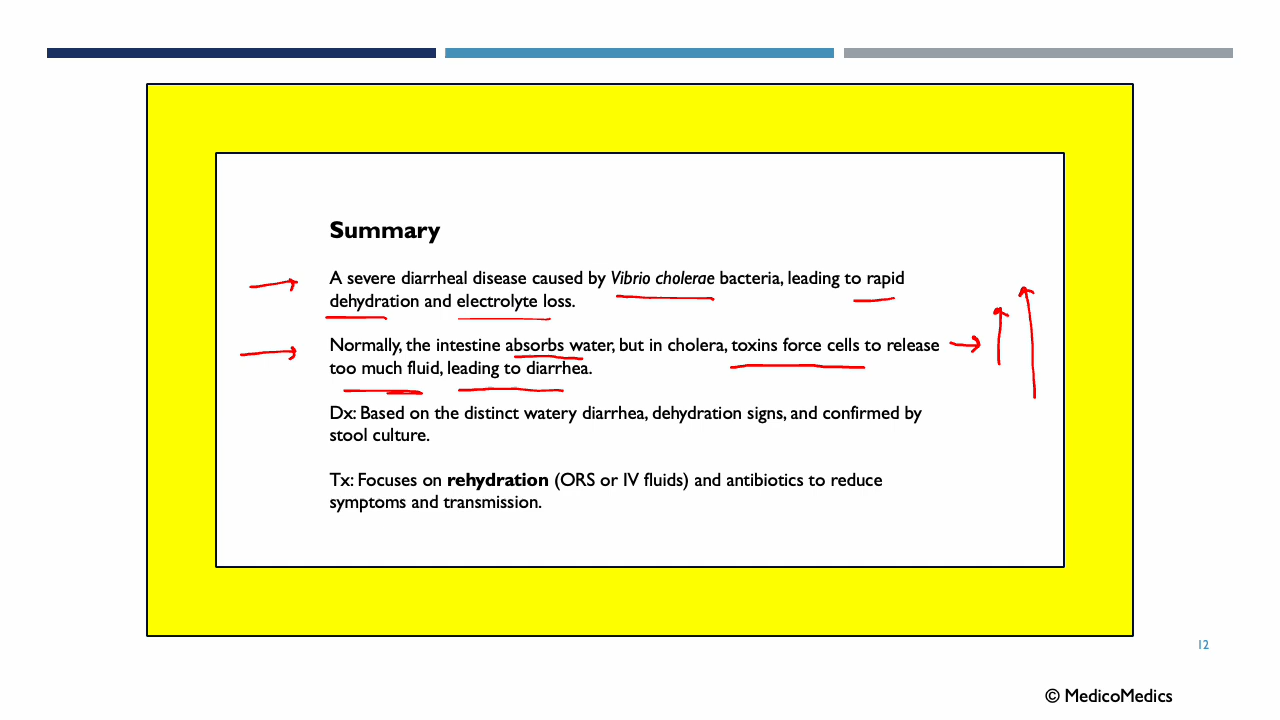 Summary
A severe diarrheal disease caused by Vibrio cholerae bacteria, leading to rapid
dehydration and electrolyte loss.
Normally, the intestine absorbs water, but in cholera, toxins force cells to release
too much fluid, leading to diarrhea.
Dx: Based on the distinct watery diarrhea, dehydration signs, and confirmed by
stool culture.
Tx: Focuses on rehydration (ORS or IV fluids) and antibiotics to reduce
symptoms and transmission.
12
© MedicoMedics